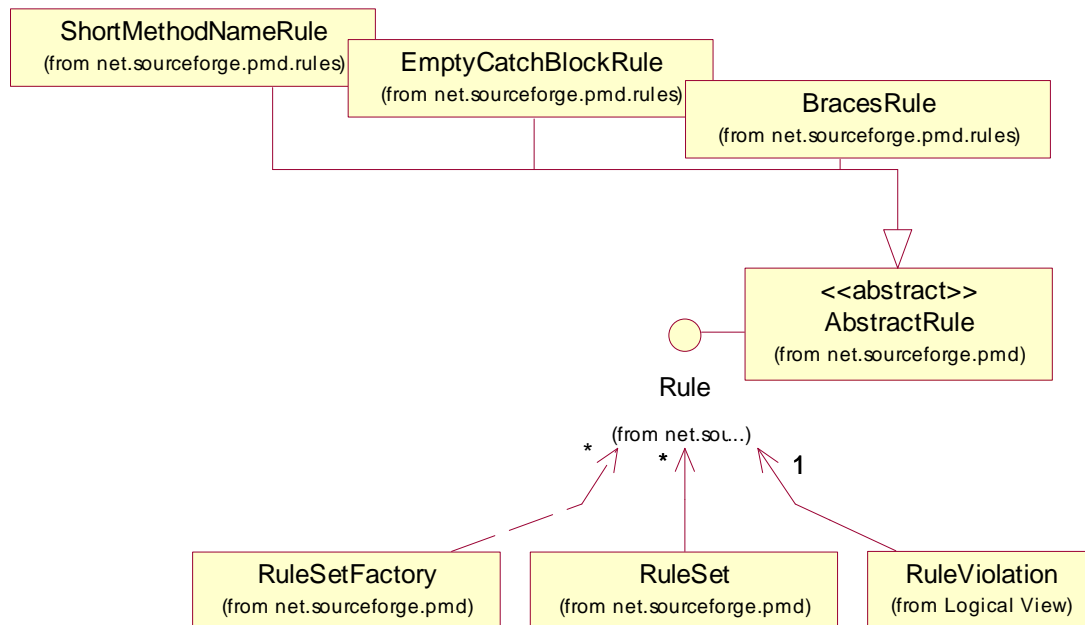 ShortMethodNameRule
(from net.sourceforge.pmd.rules)
EmptyCatchBlockRule
(from net.sourceforge.pmd.rules)
BracesRule
(from net.sourceforge.pmd.rules)
<<abstract>>
AbstractRule
(from net.sourceforge.pmd)
Rule
(from net.sou...)
*
*
1
RuleSetFactory
(from net.sourceforge.pmd)
RuleSet
(from net.sourceforge.pmd)
RuleViolation
(from Logical View)